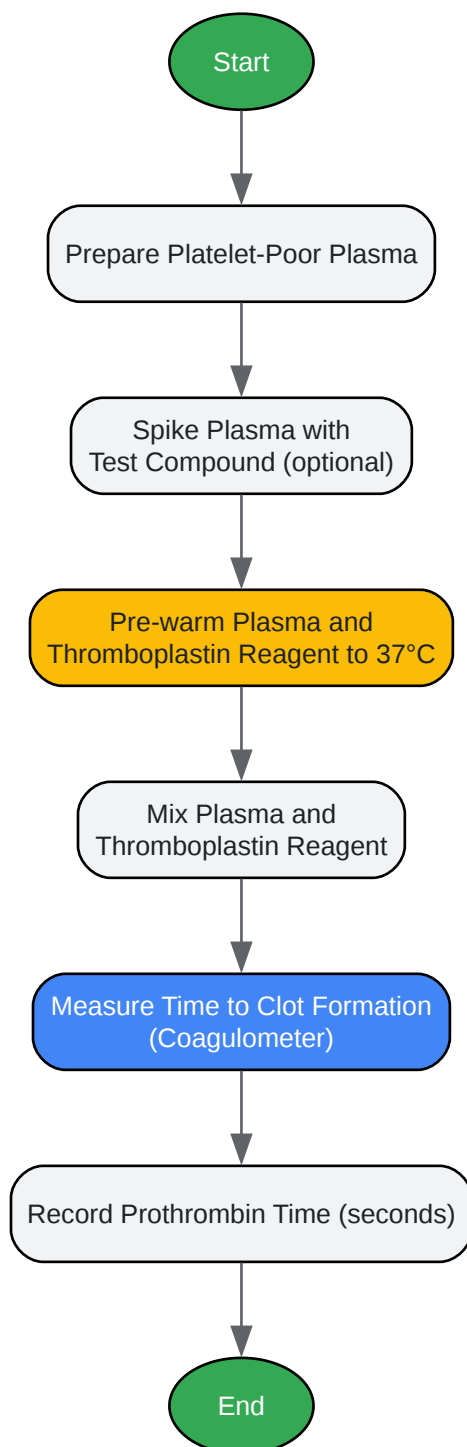 Start
Prepare Platelet-Poor Plasma
Spike Plasma with
Test Compound (optional)
Pre-warm Plasma and
Thromboplastin Reagent to 37°C
Mix Plasma and
Thromboplastin Reagent
Measure Time to Clot Formation
(Coagulometer)
Record Prothrombin Time (seconds)
End